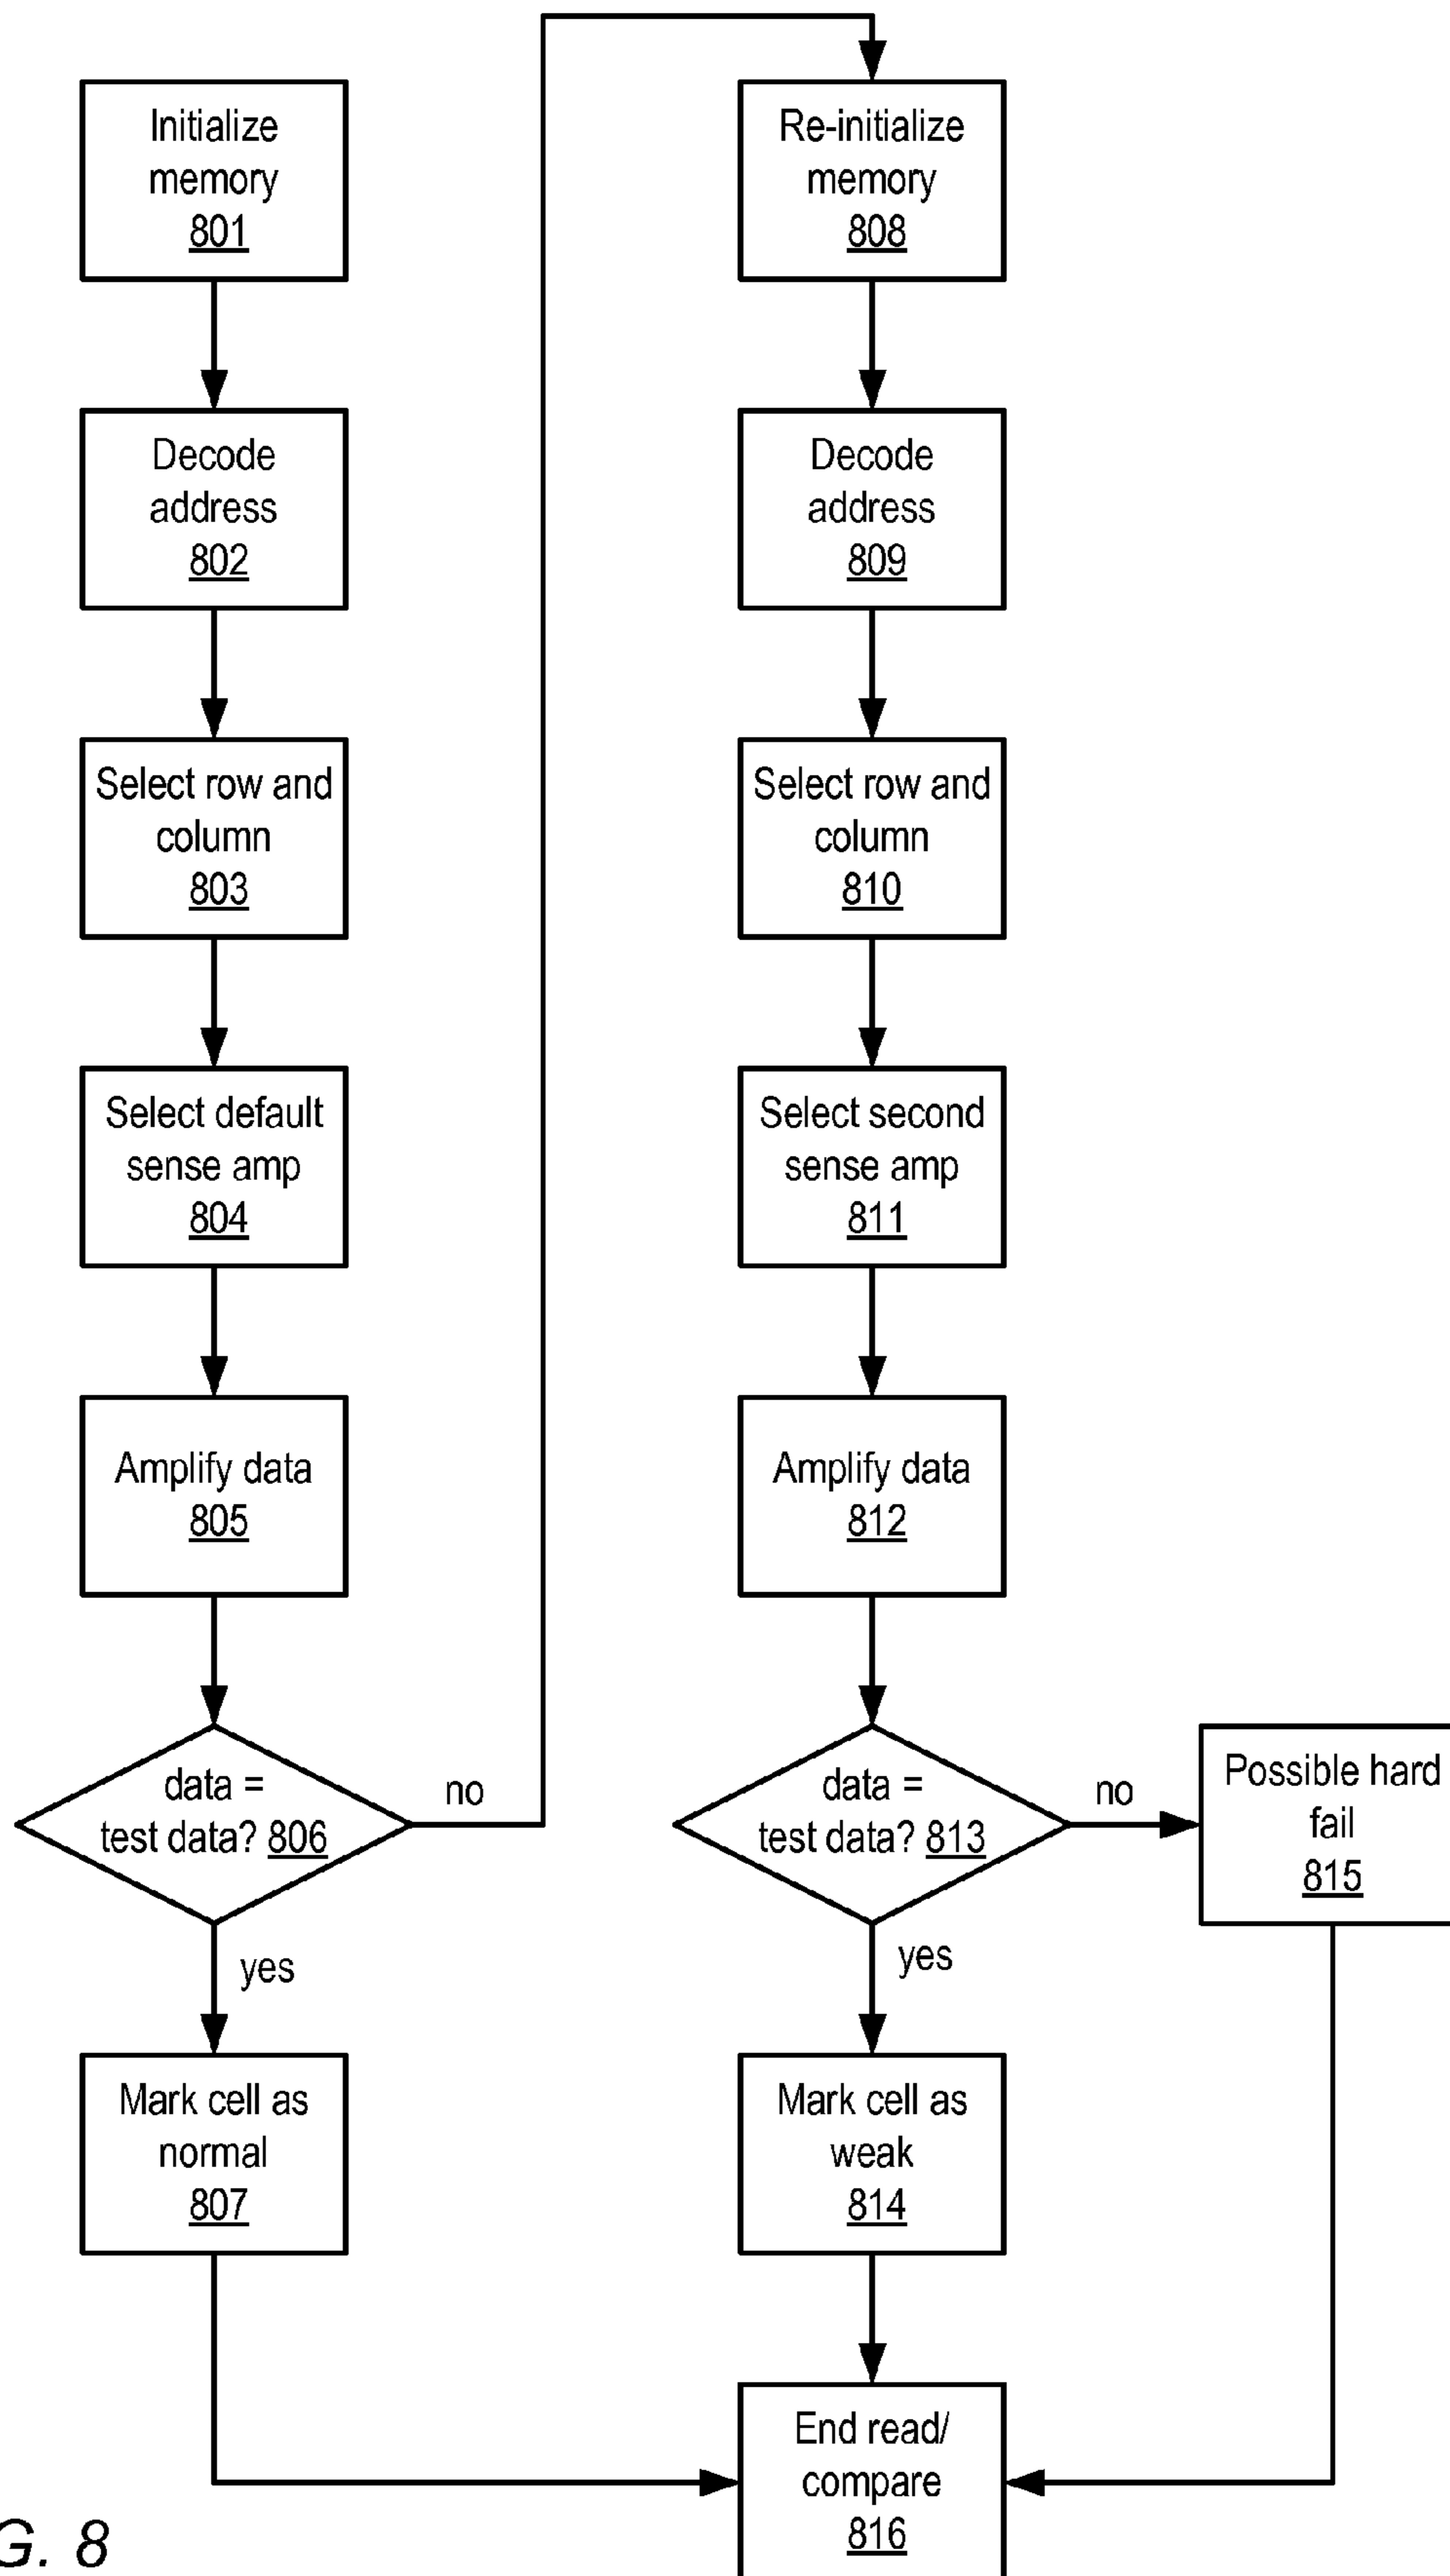 Initialize
memory
801
Decode
address
802
Select row and
column
803
Select default
sense amp
804
Amplify data
805
data =
test data? 806
no
yes
Mark cell as
normal
807
Re-initialize
memory
808
Decode
address
809
Select row and
column
810
Select second
sense amp
811
Amplify data
812
data =
test data? 813
no
yes
Possible hard
fail
815
Mark cell as
weak
814
End read/
compare
816
G. 8